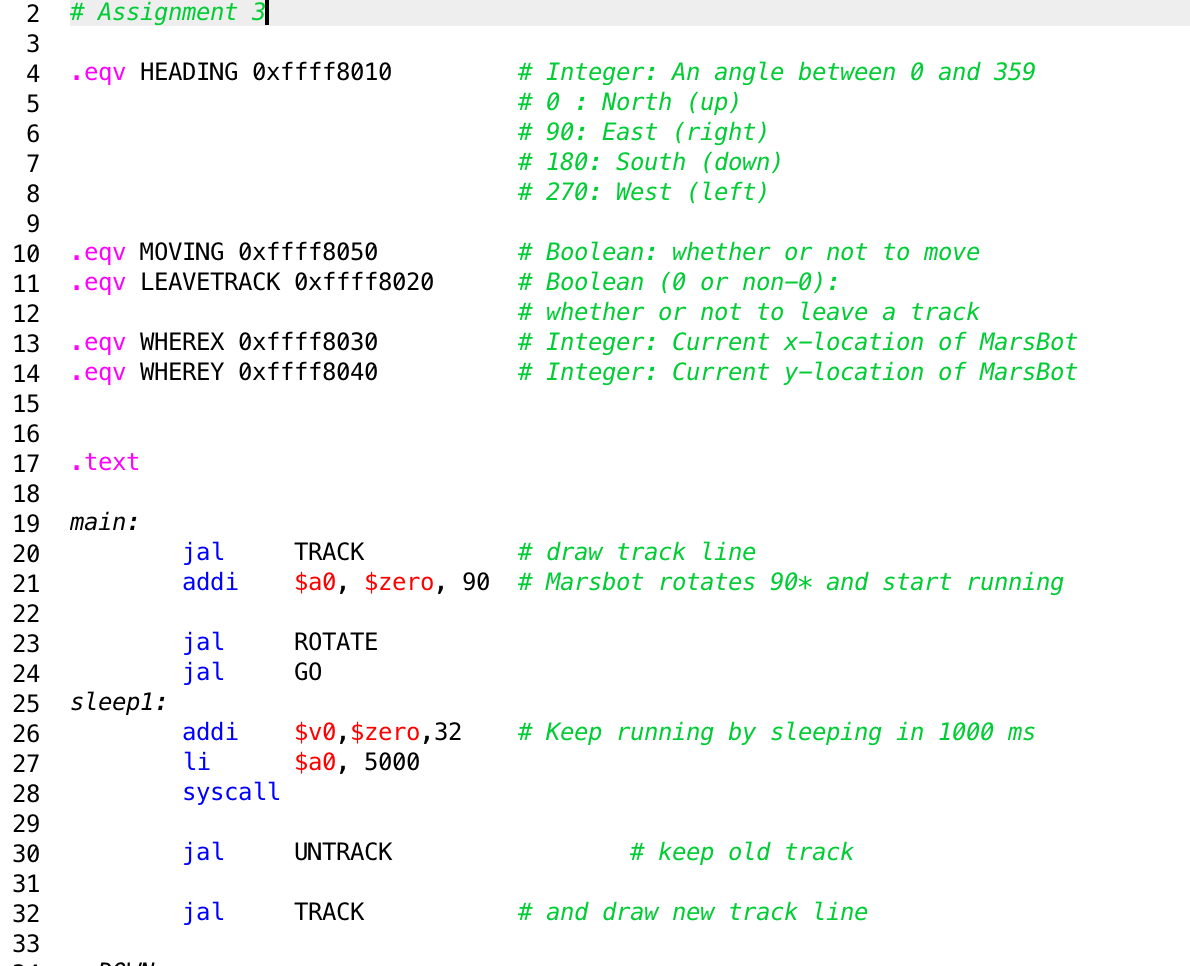 2 # Assignment 3
3
4 .eqv HEADING 0xffff8010 # Integer: An angle between 0 and 359
5 # 0 : North (up)
6 # 90: East (right)
7 # 180: South (down)
8 # 270: West (left)
9
10 .eqv MOVING 0xffff8050 # Boolean: whether or not to move
11 .eqv LEAVETRACK 0xffff8020 # Boolean (0 or non-0):
12 # whether or not to leave a track
13 .eqv WHEREX 0xffff8030 # Integer: Current x-location of MarsBot
14 .eqv WHEREY 0xffff8040 # Integer: Current y-location of MarsBot
15
16
17 .text
18
19 main:
20 jal TRACK # draw track line
21 addi $a0, $zero, 90 # Marsbot rotates 90* and start running
22
23 jal ROTATE
24 jal GO
25 sleep1:
26 addi $v0,$zero,32 # Keep running by sleeping in 1000 ms
27 li $a0, 5000
28 syscall
29
30 jal UNTRACK # keep old track
31
32 jal TRACK # and draw new track line
33